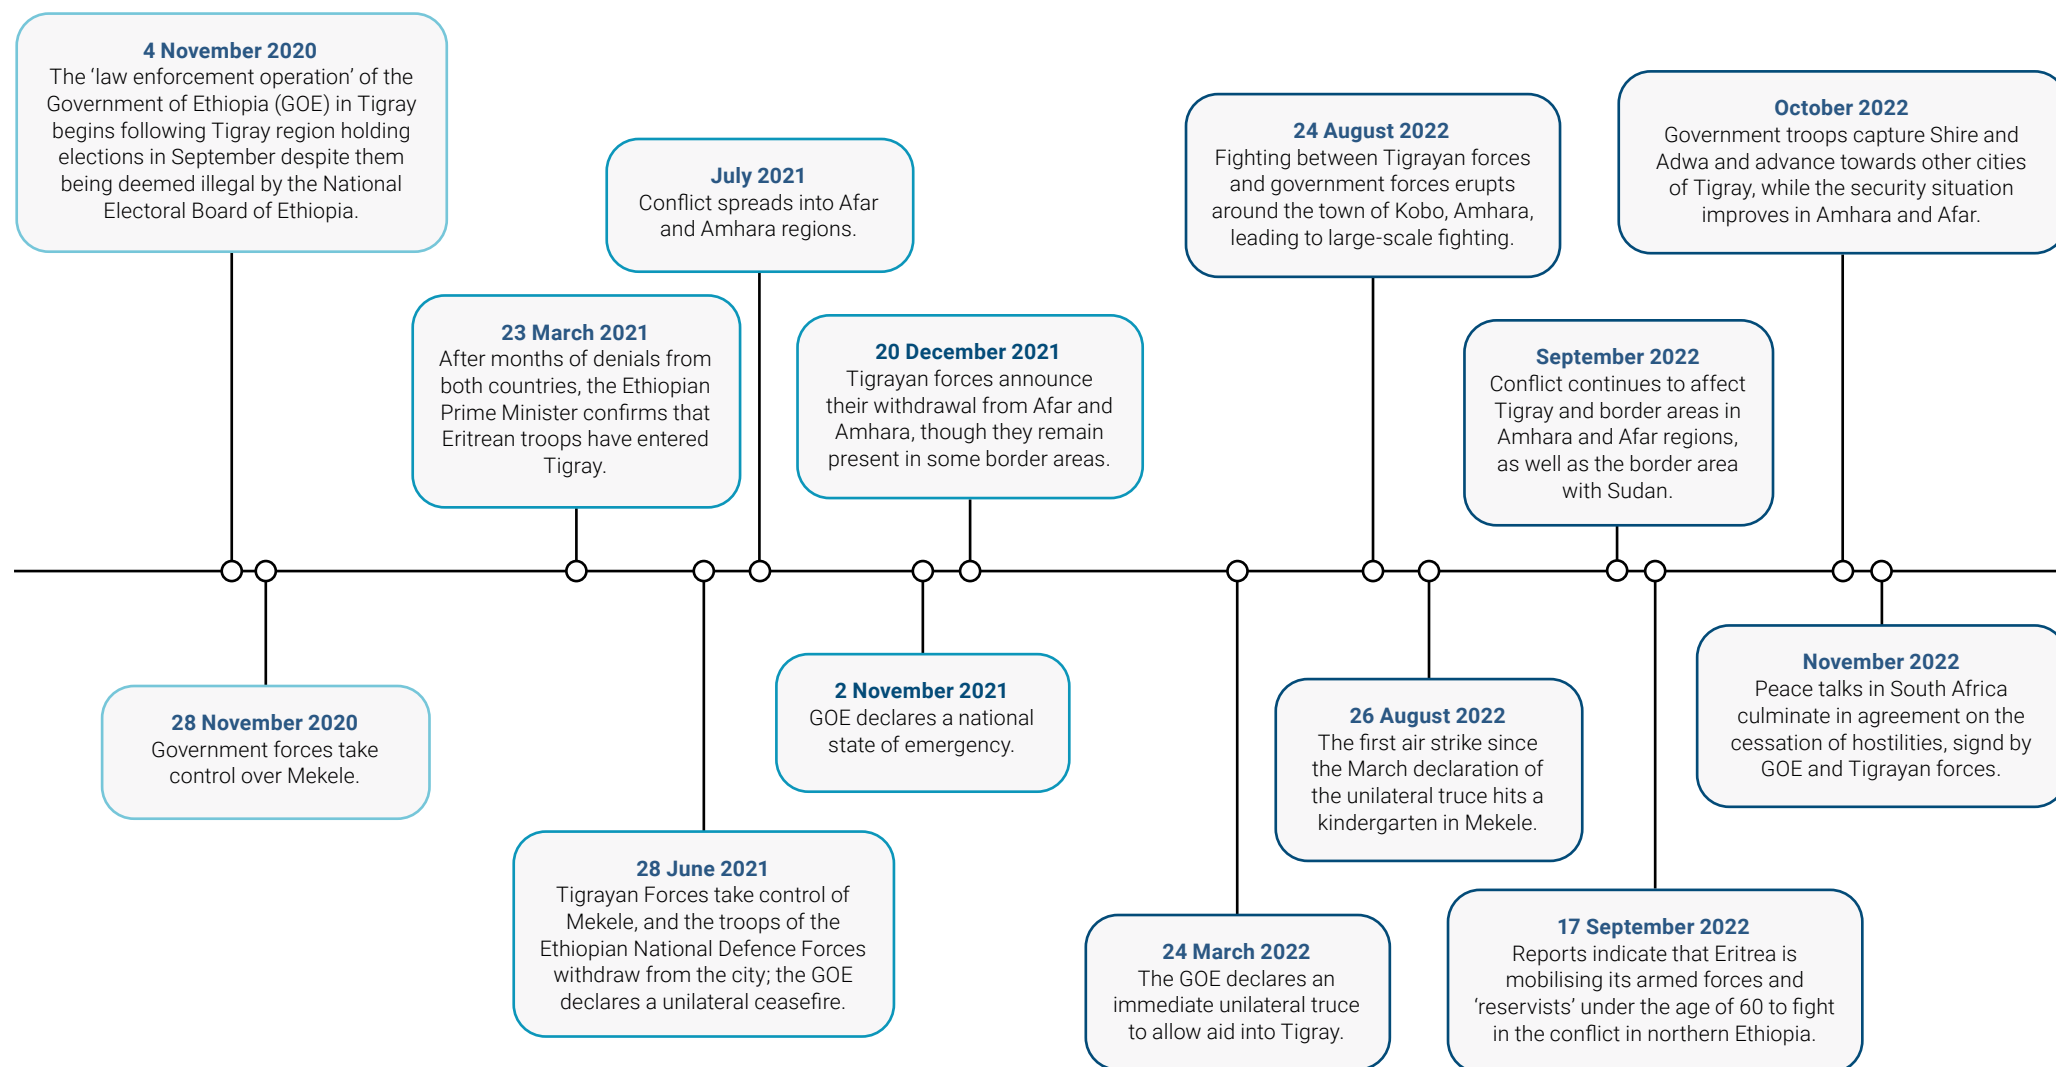 4 November 2020
The ‘law enforcement operation’ of the
Government of Ethiopia (GOE) in Tigray
begins following Tigray region holding
elections in September despite them
being deemed illegal by the National
Electoral Board of Ethiopia.
28 November 2020
Government forces take
control over Mekele.
23 March 2021
After months of denials from
both countries, the Ethiopian
Prime Minister confirms that
Eritrean troops have entered
Tigray.
28 June 2021
Tigrayan Forces take control of
Mekele, and the troops of the
Ethiopian National Defence Forces
withdraw from the city; the GOE
declares a unilateral ceasefire.
July 2021
Conflict spreads into Afar
and Amhara regions.
2 November 2021
GOE declares a national
state of emergency.
20 December 2021
Tigrayan forces announce
their withdrawal from Afar and
Amhara, though they remain
present in some border areas.
24 March 2022
The GOE declares an
immediate unilateral truce
to allow aid into Tigray.
24 August 2022
Fighting between Tigrayan forces
and government forces erupts
around the town of Kobo, Amhara,
leading to large-scale fighting.
26 August 2022
The first air strike since
the March declaration of
the unilateral truce hits a
kindergarten in Mekele.
September 2022
Conflict continues to affect
Tigray and border areas in
Amhara and Afar regions,
as well as the border area
with Sudan.
17 September 2022
Reports indicate that Eritrea is
mobilising its armed forces and
‘reservists’ under the age of 60 to fight
in the conflict in northern Ethiopia.
October 2022
Government troops capture Shire and
Adwa and advance towards other cities
of Tigray, while the security situation
improves in Amhara and Afar.
November 2022
Peace talks in South Africa
culminate in agreement on the
cessation of hostilities, signd by
GOE and Tigrayan forces.